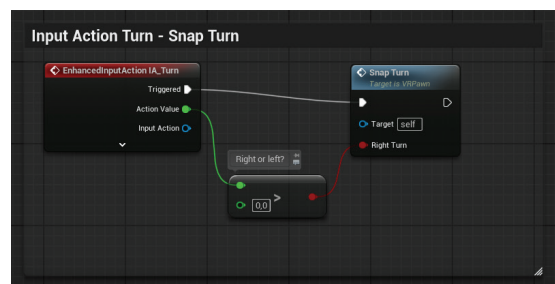 Input Action Turn - Snap Turn
EnhancedInputAction IA_Turn
Triggered
Action Value
Input Action
Right or left?
0,0
>
Snap Turn
Target is VRPawn
Target self
Right Turn